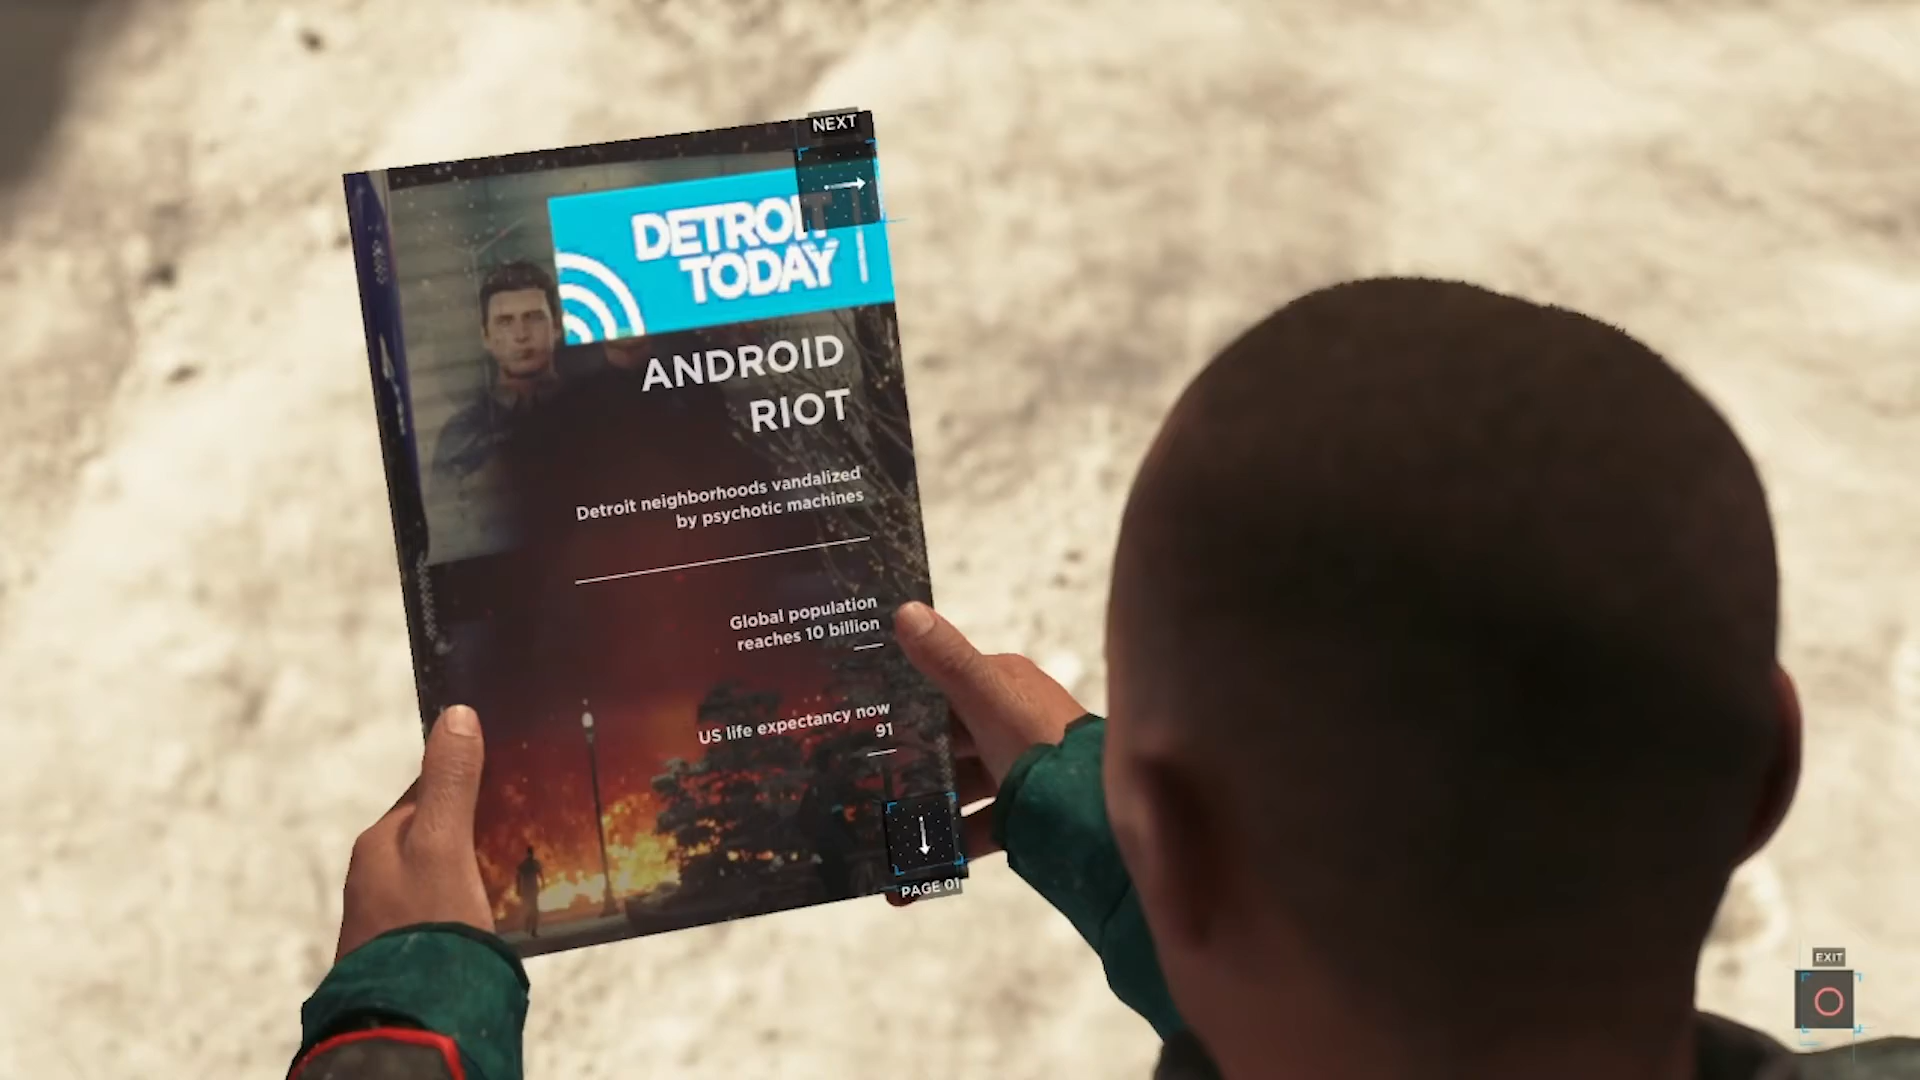 NEXT
DETROIT
TODAY
ANDROID
RIOT
Detroit neighborhoods vandalized
by psychotic machines
Global population
reaches 10 billion
US life expectancy now
91
PAGE 01
EXIT